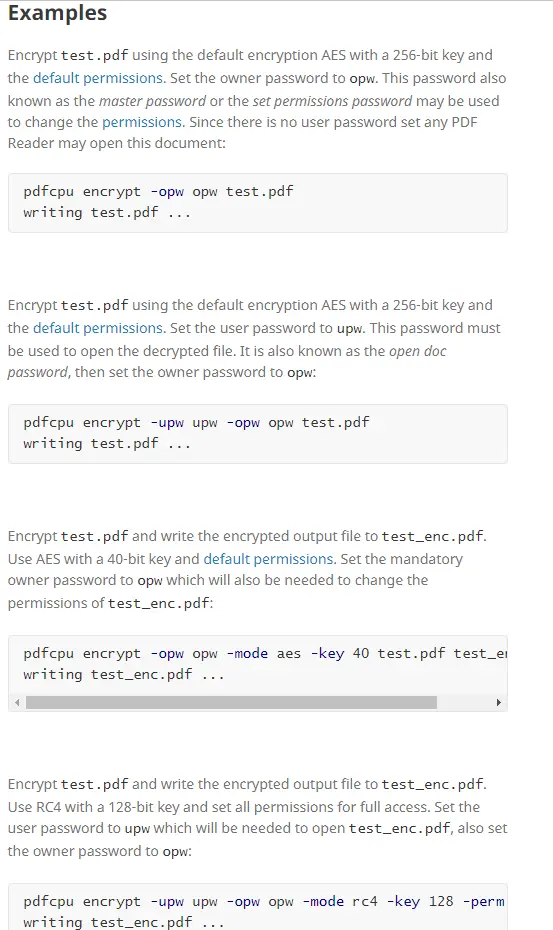 Examples
Encrypt test.pdf using the default encryption AES with a 256-bit key and
the default permissions. Set the owner password to opw. This password also
known as the master password or the set permissions password may be used
to change the permissions. Since there is no user password set any PDF
Reader may open this document:
pdfcpu encrypt -opw opw test.pdf
writing test.pdf ...
Encrypt test.pdf using the default encryption AES with a 256-bit key and
the default permissions. Set the user password to upw. This password must
be used to open the decrypted file. It is also known as the open doc
password, then set the owner password to opw:
pdfcpu encrypt -upw upw -opw opw test.pdf
writing test.pdf ...
Encrypt test.pdf and write the encrypted output file to test_enc.pdf.
Use AES with a 40-bit key and default permissions. Set the mandatory
owner password to opw which will also be needed to change the
permissions of test_enc.pdf:
pdfcpu encrypt -opw opw -mode aes -key 40 test.pdf test_en
writing test_enc.pdf ...
Encrypt test.pdf and write the encrypted output file to test_enc.pdf.
Use RC4 with a 128-bit key and set all permissions for full access. Set the
user password to upw which will be needed to open test_enc.pdf, also set
the owner password to opw:
pdfcpu encrypt -upw upw -opw opw -mode rc4 -key 128 -perm
writing test_enc.pdf ...